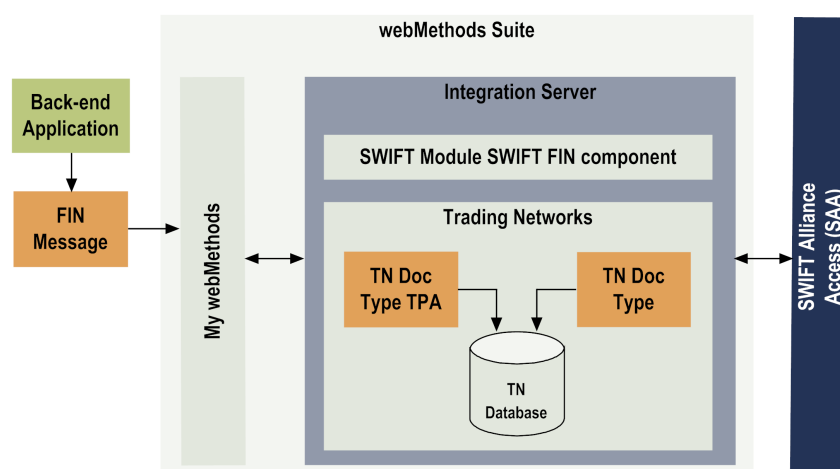 webMethods Suite
Back-end
Application
FIN
Message
My webMethods
Integration Server
SWIFT Module SWIFT FIN component
Trading Networks
TN Doc
Type TPA
TN Doc
Type
TN
Database
SWIFT Alliance
Access (SAA)